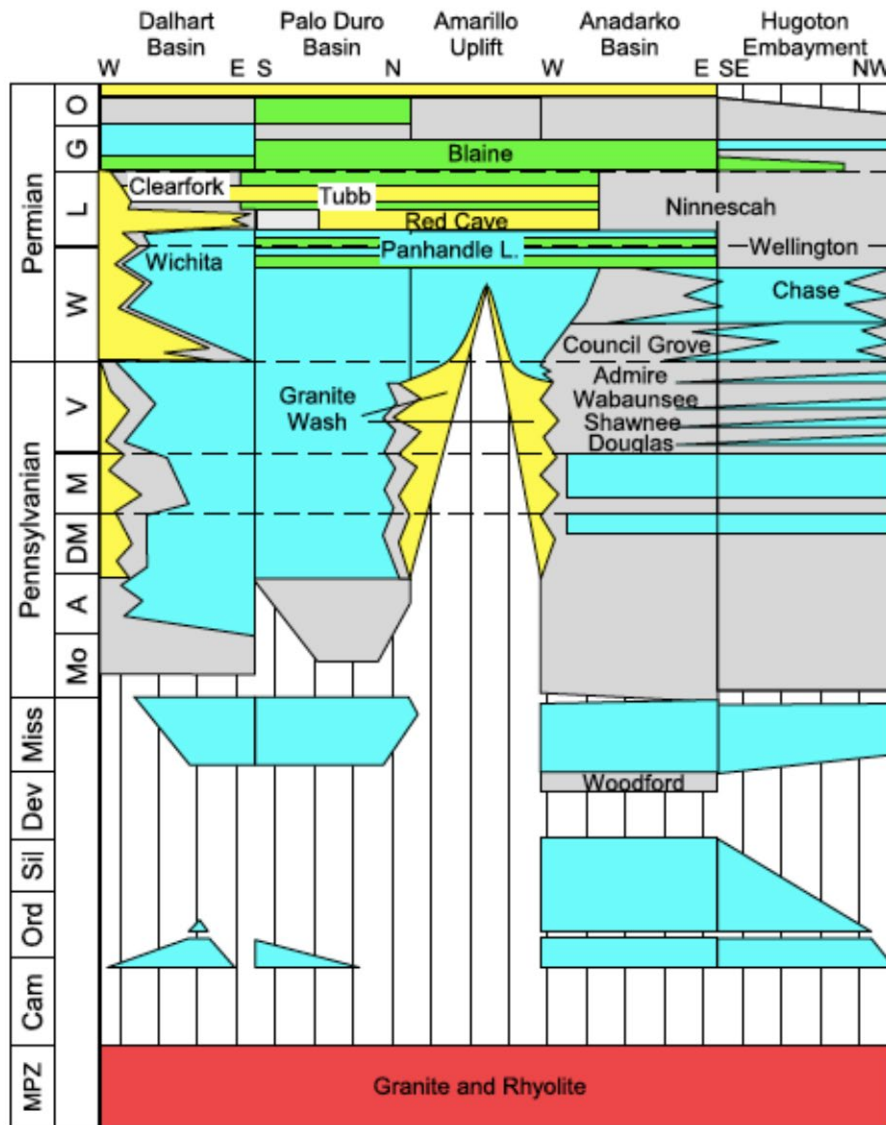 Dalhart Basin
Palo Duro Basin
Amarillo Uplift
Anadarko Basin
Hugoton Embayment
W E S N W E SE NW
Permian
O
G
L
W
Pennsylvanian
V
M
DM
A
Mo
Miss
Dev
Sil
Ord
Cam
MPZ
Blaine
Clearfork
Tubb
Red Cave
Ninnescah
Panhandle L.
Wellington
Wichita
Chase
Council Grove
Granite
Wash
Admire
Wabaunsee
Shawnee
Douglas
Woodford
Granite and Rhyolite